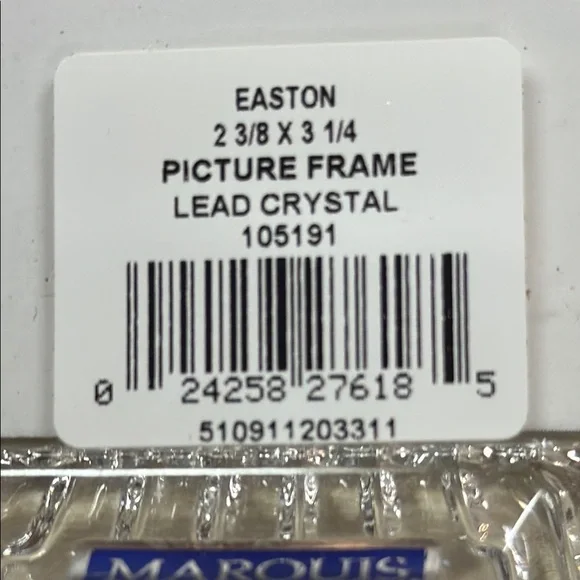 EASTON
2 3/8 X 3 1/4
PICTURE FRAME
LEAD CRYSTAL
105191
0 24258 27618 5
510911203311
MARQUIS